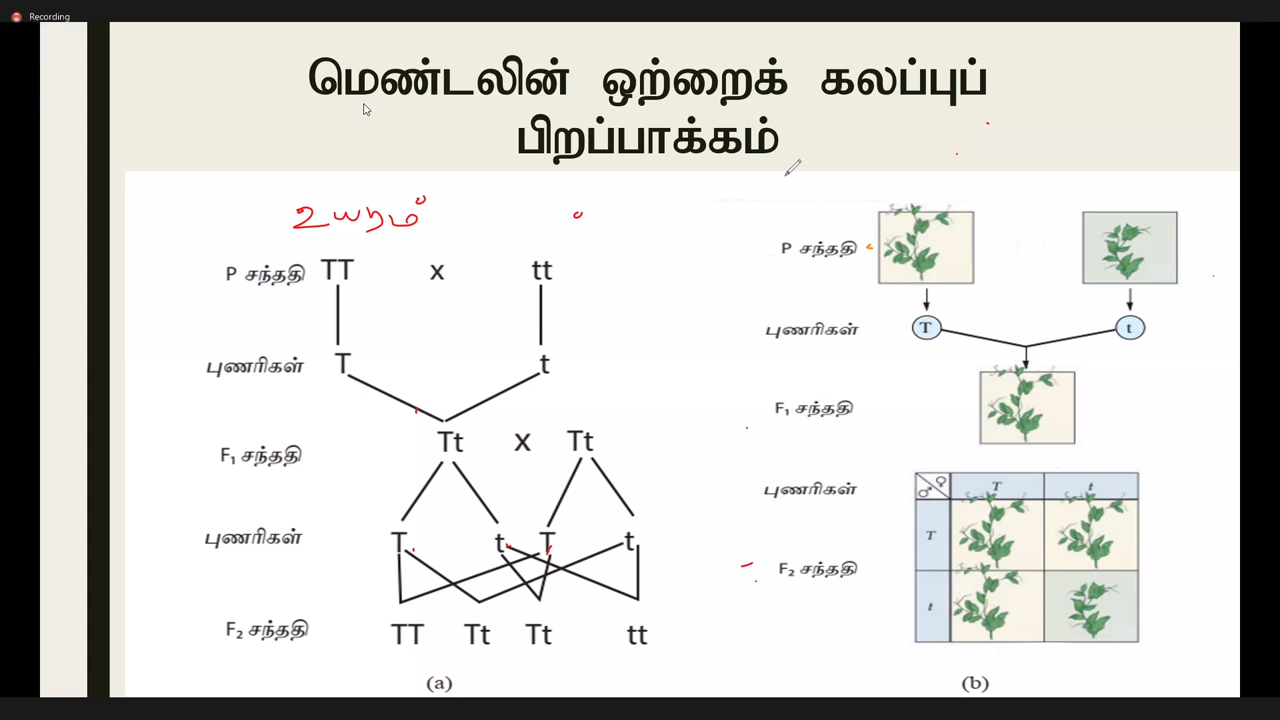 Recording
மெண்டலின் ஒற்றைக் கலப்புப்
பிறப்பாக்கம்
உயரம்
P சந்ததி TT x tt
புணரிகள் T t
F₁ சந்ததி Tt x Tt
புணரிகள் T t T t
F₂ சந்ததி TT Tt Tt tt
(a)
P சந்ததி
புணரிகள் T t
F₁ சந்ததி
புணரிகள் ♂ ♀ T t
T
F₂ சந்ததி
t
(b)